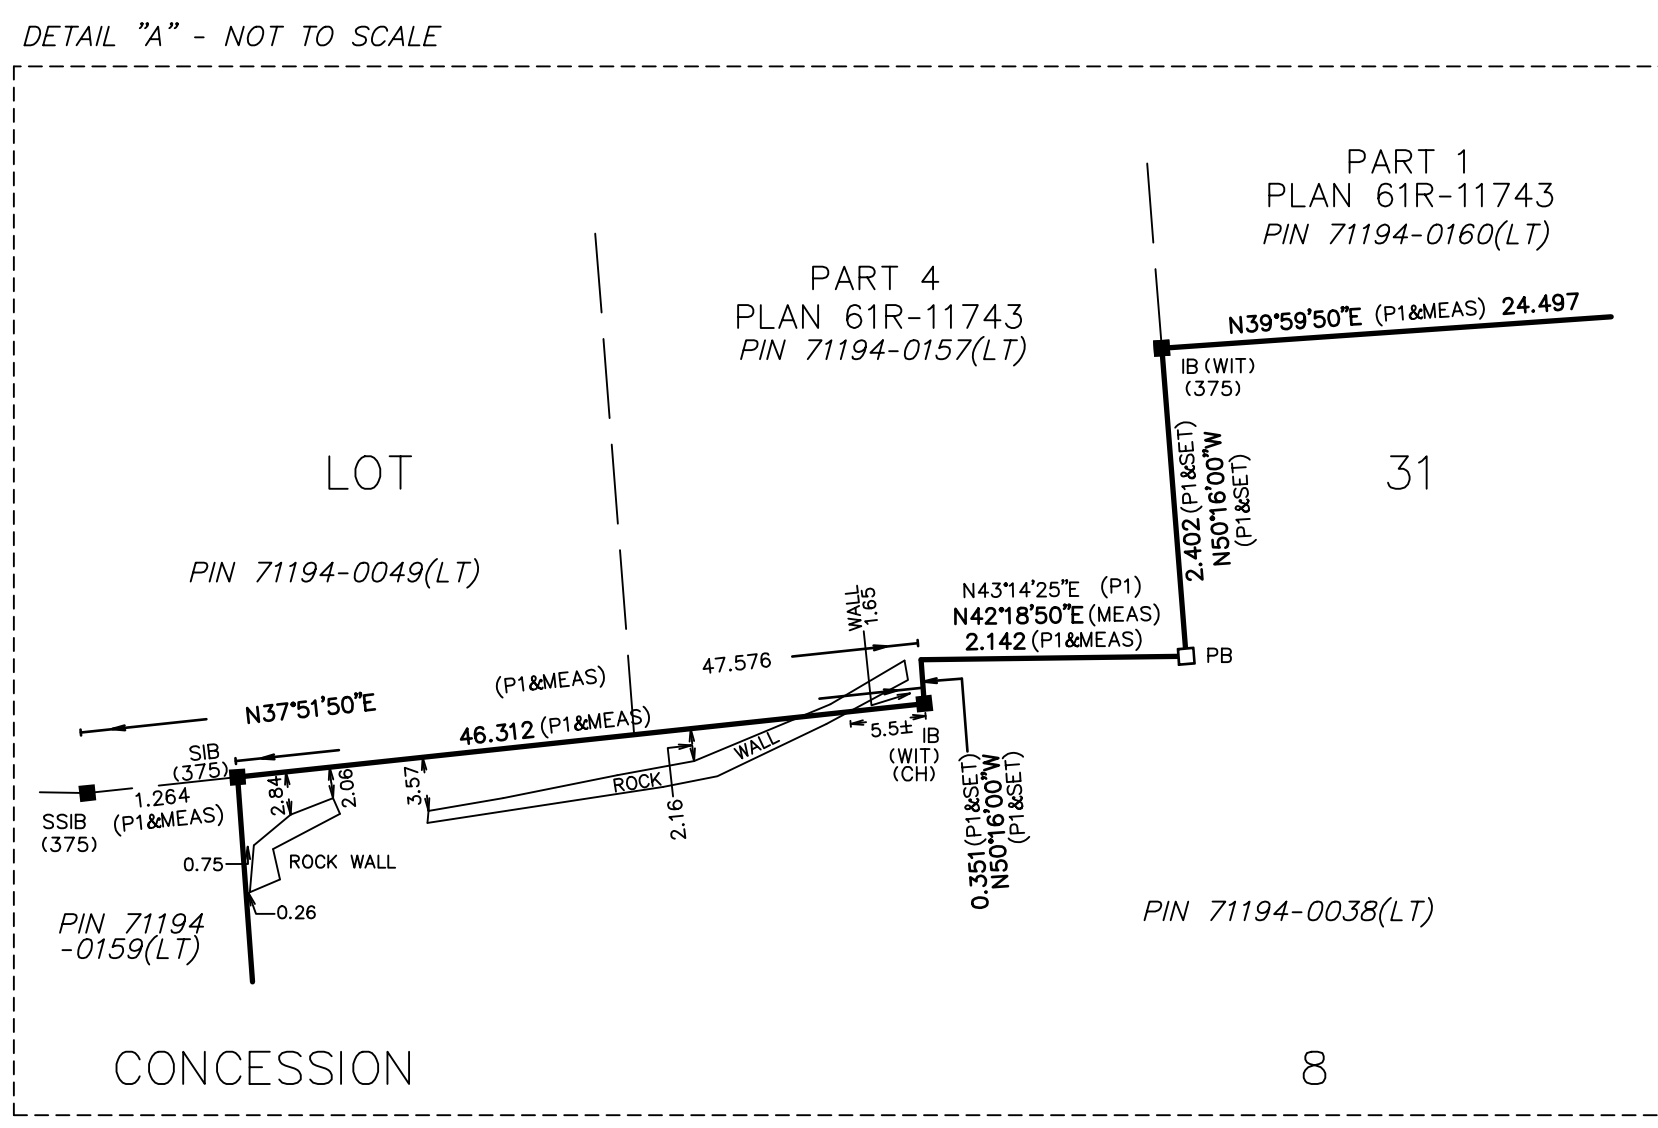 DETAIL "A" - NOT TO SCALE
PART 1
PLAN 61R-11743
PIN 71194-0160(LT)
PART 4
PLAN 61R-11743
PIN 71194-0157(LT)
N39°59'50"E (P1&MEAS) 24.497
IB (WIT)
(375)
LOT
31
2.402 (P1&SET)
N50°16'00"W
(P1&SET)
PIN 71194-0049(LT)
WALL
1.65
N43°14'25"E (P1)
N42°18'50"E (MEAS)
2.142 (P1&MEAS)
PB
47.576
(P1&MEAS)
N37°51'50"E
46.312 (P1&MEAS)
5.5±
IB
(WIT)
(CH)
SIB
(375)
1.264
(P1&MEAS)
SSIB
(375)
2.84
2.06
3.57
ROCK WALL
2.16
0.75
ROCK WALL
0.26
0.351 (P1&SET)
N50°16'00"W
(P1&SET)
PIN 71194
-0159(LT)
PIN 71194-0038(LT)
CONCESSION
8